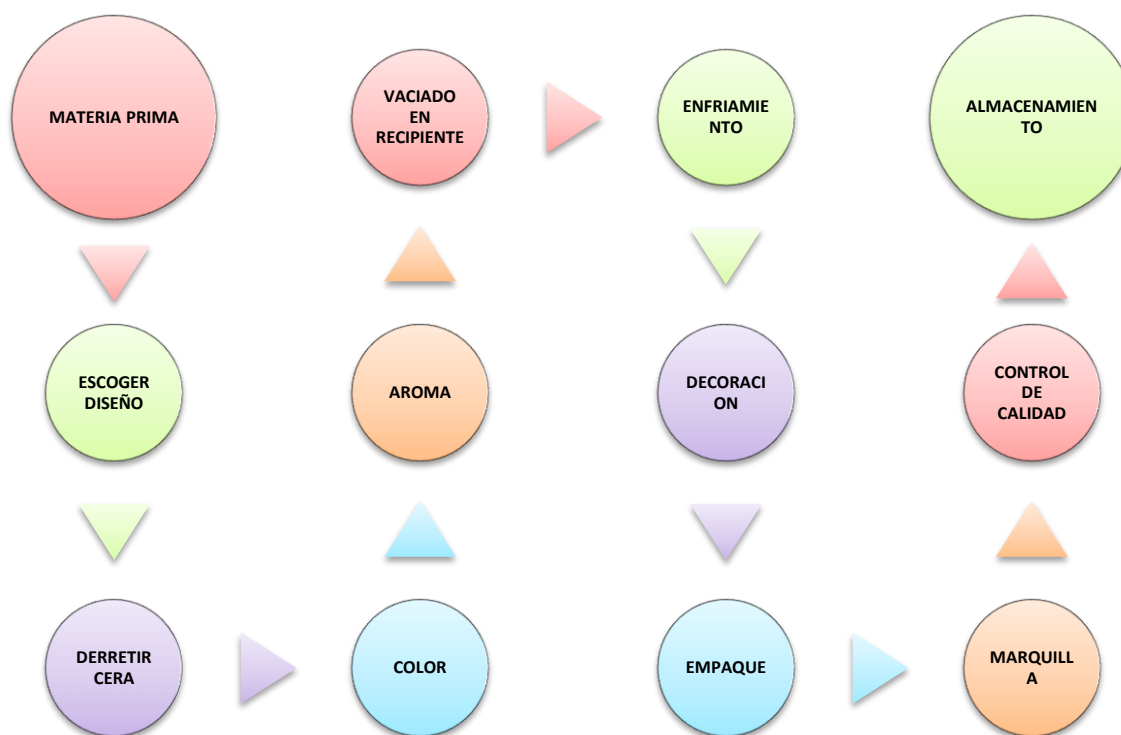 MATERIA PRIMA
ESCOGER
DISEÑO
DERRETIR
CERA
COLOR
AROMA
VACIADO
EN
RECIPIENTE
ENFRIAMIE
NTO
DECORACI
ON
EMPAQUE
MARQUILL
A
CONTROL
DE
CALIDAD
ALMACENAMIEN
TO